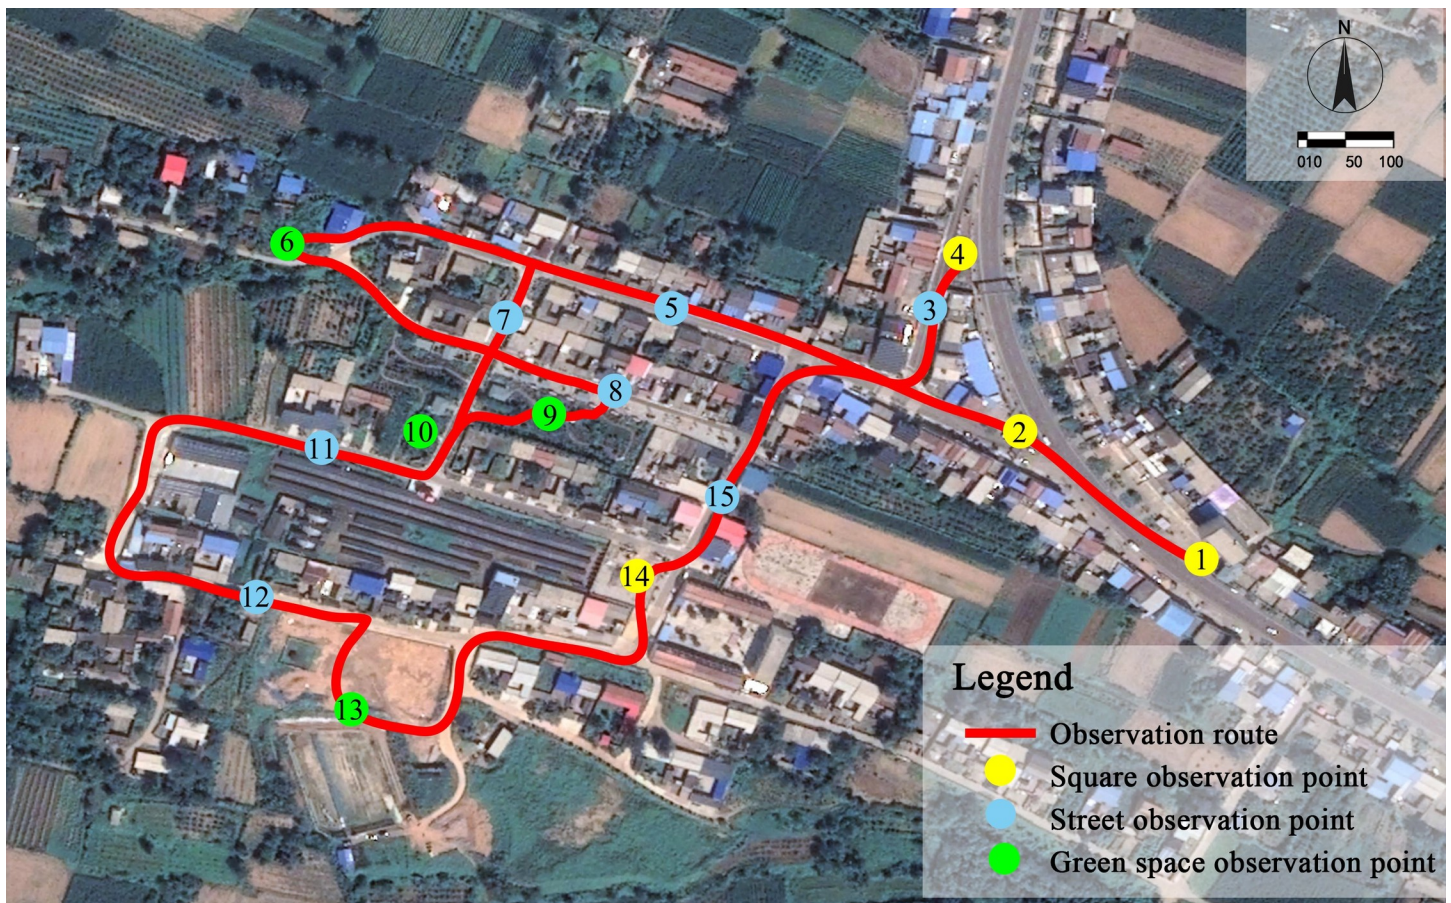 N
010 50 100
6
4
7
5
3
8
9
10
2
11
15
1
14
12
13
Legend
Observation route
Square observation point
Street observation point
Green space observation point